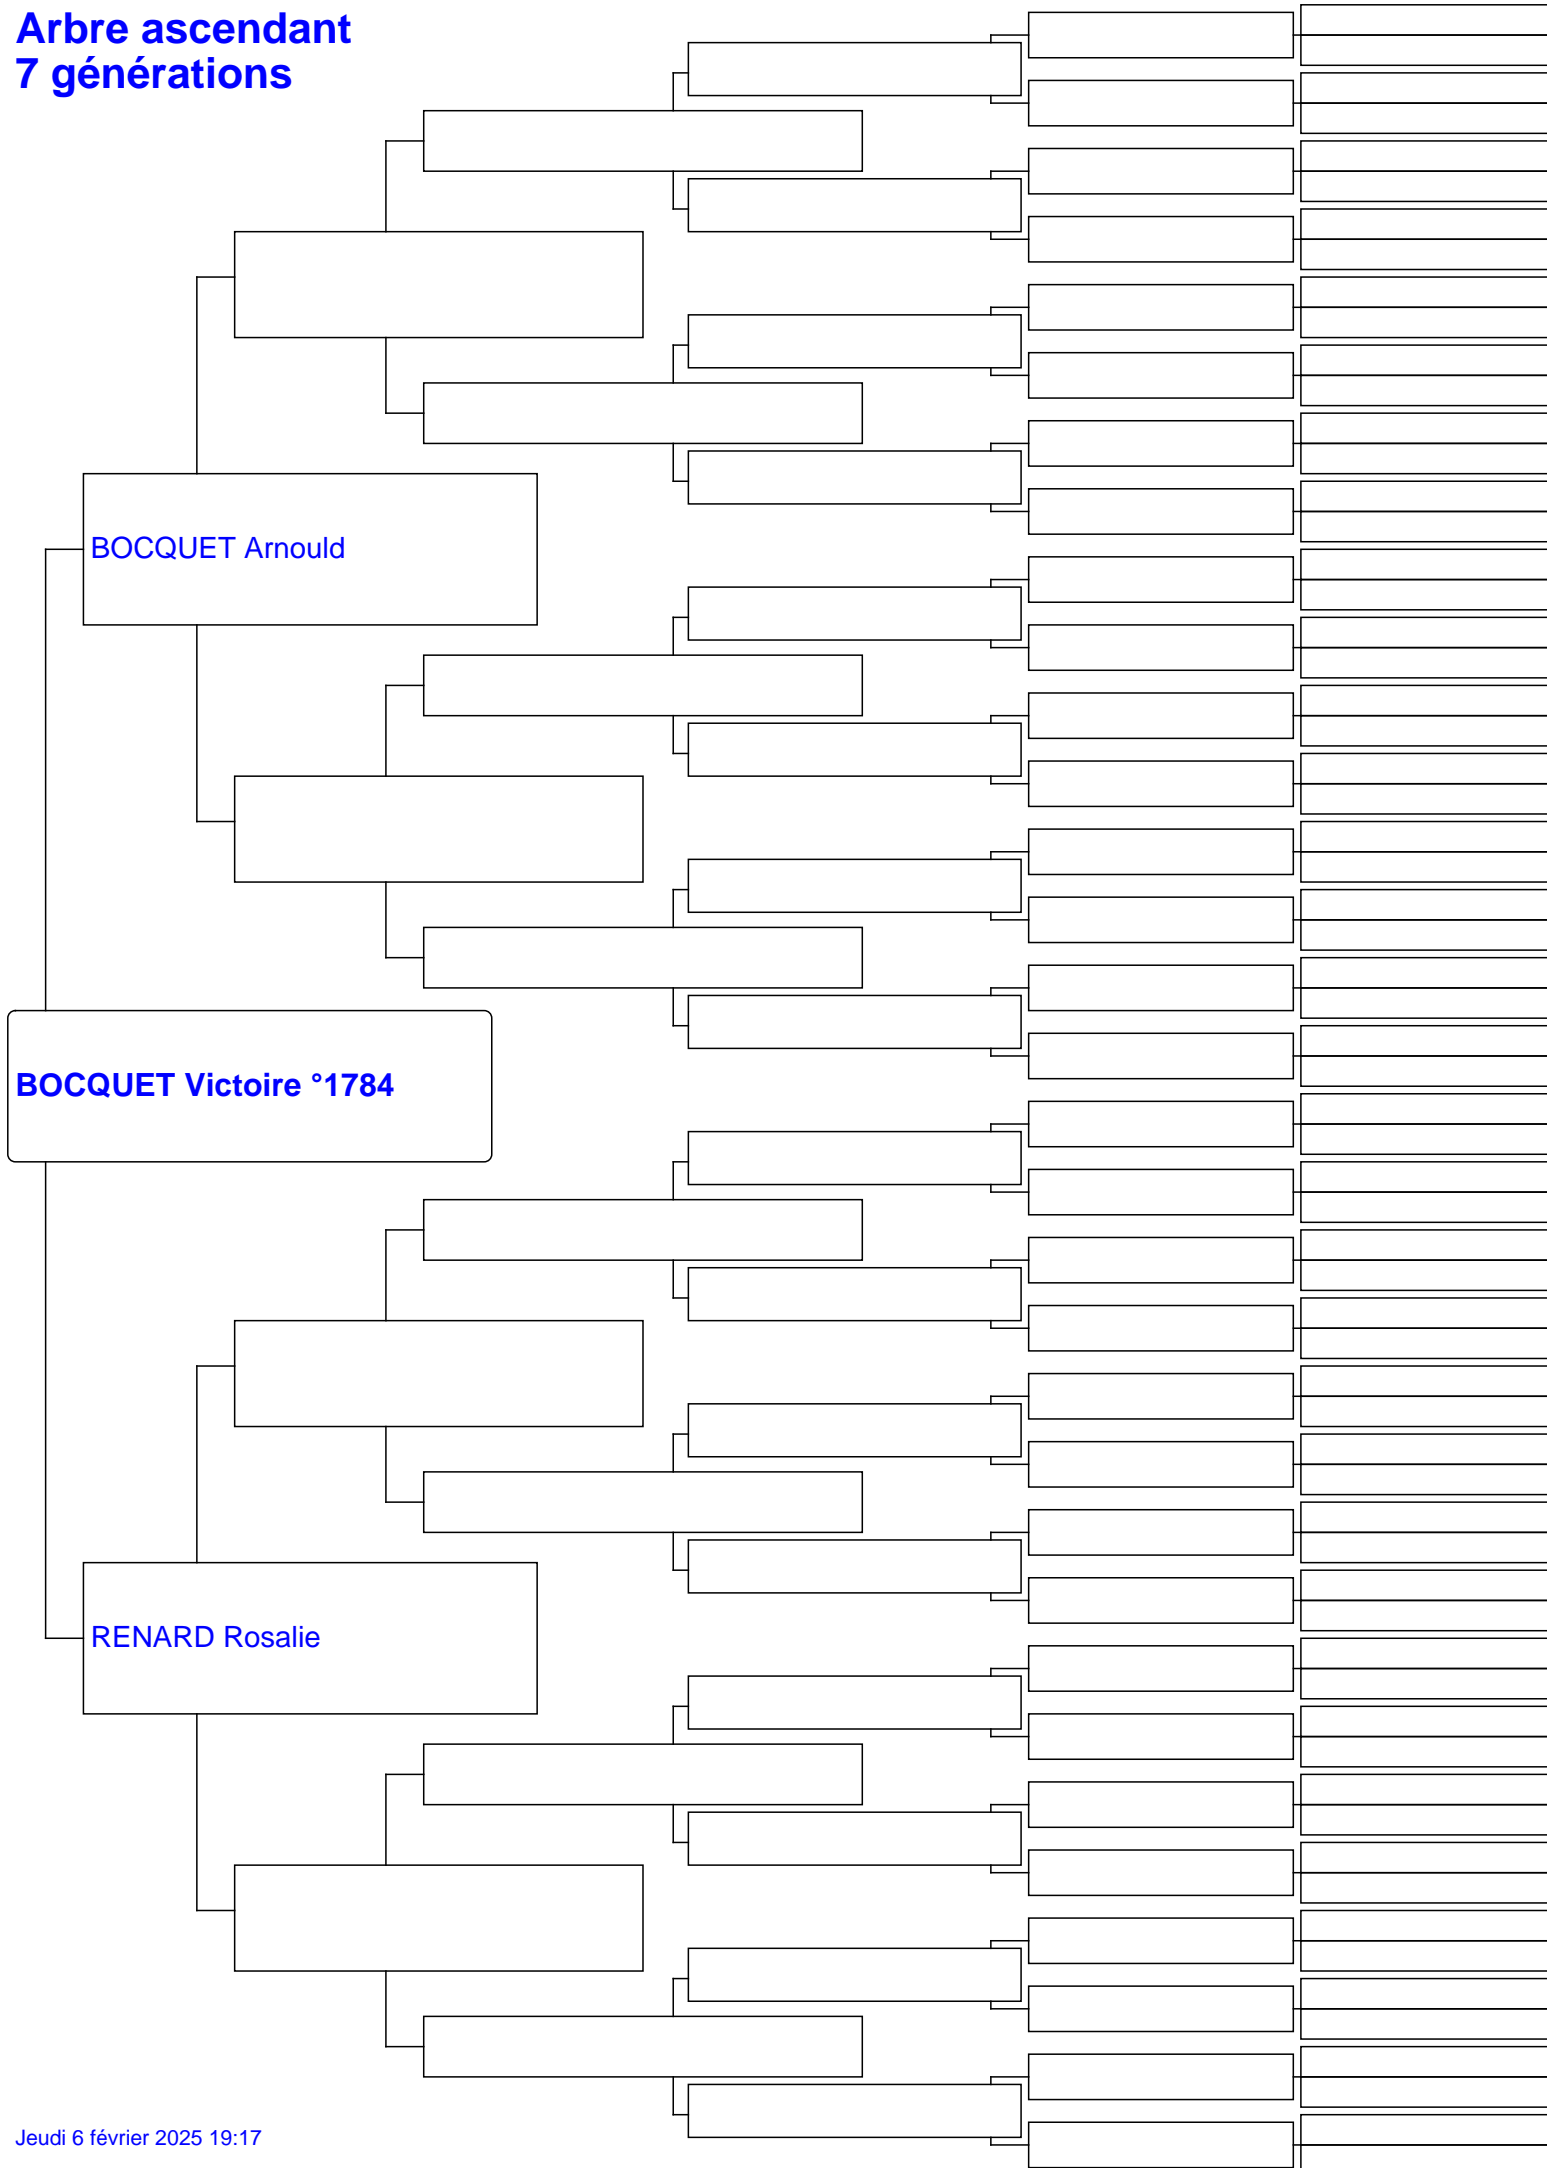 Arbre ascendant
7 générations
BOCQUET Arnould
BOCQUET Victoire °1784
RENARD Rosalie
Jeudi 6 février 2025 19:17